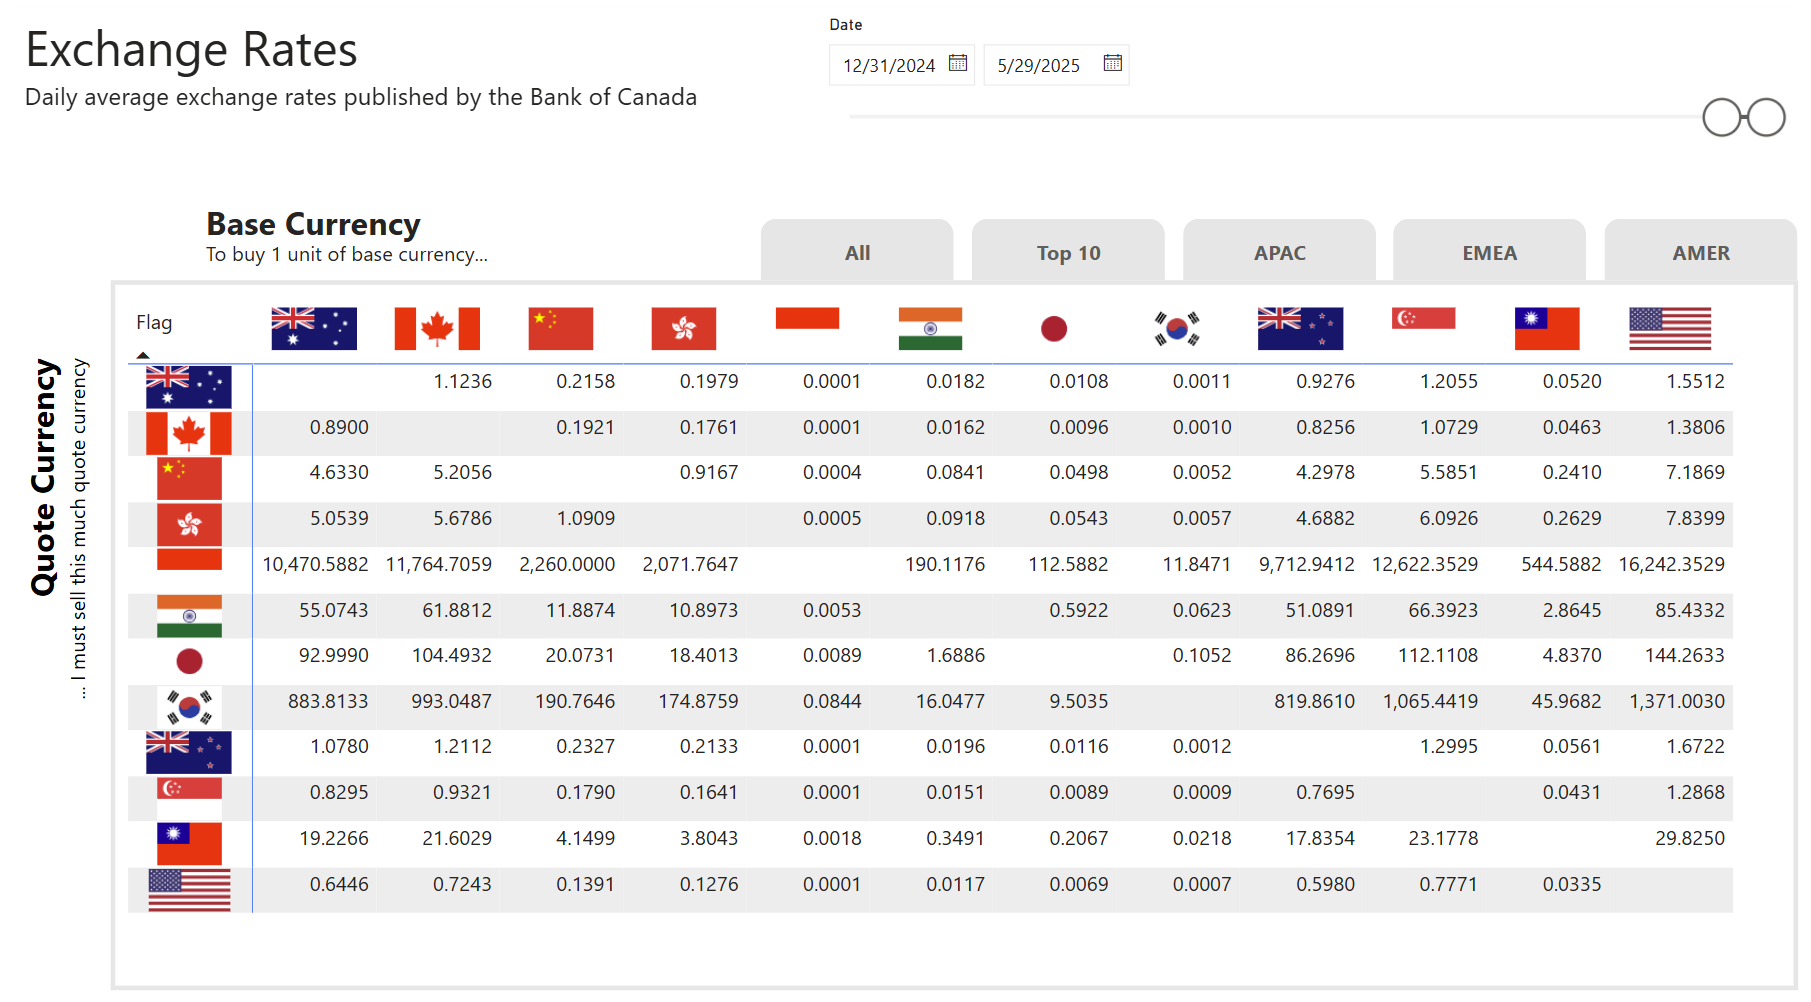 Exchange Rates
Daily average exchange rates published by the Bank of Canada
Date
12/31/2024 5/29/2025
Base Currency
To buy 1 unit of base currency...
All Top 10 APAC EMEA AMER
Quote Currency
... I must sell this much quote currency
Flag
1.1236 0.2158 0.1979 0.0001 0.0182 0.0108 0.0011 0.9276 1.2055 0.0520 1.5512
0.8900 0.1921 0.1761 0.0001 0.0162 0.0096 0.0010 0.8256 1.0729 0.0463 1.3806
4.6330 5.2056 0.9167 0.0004 0.0841 0.0498 0.0052 4.2978 5.5851 0.2410 7.1869
5.0539 5.6786 1.0909 0.0005 0.0918 0.0543 0.0057 4.6882 6.0926 0.2629 7.8399
10,470.5882 11,764.7059 2,260.0000 2,071.7647 190.1176 112.5882 11.8471 9,712.9412 12,622.3529 544.5882 16,242.3529
55.0743 61.8812 11.8874 10.8973 0.0053 0.5922 0.0623 51.0891 66.3923 2.8645 85.4332
92.9990 104.4932 20.0731 18.4013 0.0089 1.6886 0.1052 86.2696 112.1108 4.8370 144.2633
883.8133 993.0487 190.7646 174.8759 0.0844 16.0477 9.5035 819.8610 1,065.4419 45.9682 1,371.0030
1.0780 1.2112 0.2327 0.2133 0.0001 0.0196 0.0116 0.0012 1.2995 0.0561 1.6722
0.8295 0.9321 0.1790 0.1641 0.0001 0.0151 0.0089 0.0009 0.7695 0.0431 1.2868
19.2266 21.6029 4.1499 3.8043 0.0018 0.3491 0.2067 0.0218 17.8354 23.1778 29.8250
0.6446 0.7243 0.1391 0.1276 0.0001 0.0117 0.0069 0.0007 0.5980 0.7771 0.0335